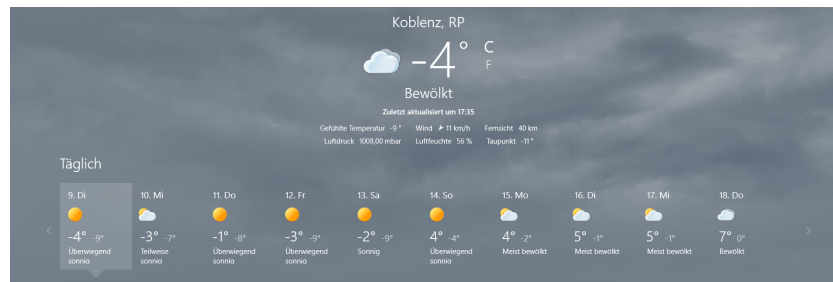 Koblenz, RP
-4° C
F
Bewölkt
Zuletzt aktualisiert um 17:35
Gefühlte Temperatur -9 ° Wind 11 km/h Fernsicht 40 km
Luftdruck 1008,00 mbar Luftfeuchte 56 % Taupunkt -11 °
Täglich
9. Di
-4° -9°
Überwiegend
sonnig
10. Mi
-3° -7°
Teilweise
sonnig
11. Do
-1° -8°
Überwiegend
sonnig
12. Fr
-3° -9°
Überwiegend
sonnig
13. Sa
-2° -9°
Sonnig
14. So
4° -4°
Überwiegend
sonnig
15. Mo
4° -2°
Meist bewölkt
16. Di
5° -1°
Meist bewölkt
17. Mi
5° -1°
Meist bewölkt
18. Do
7° 0°
Bewölkt